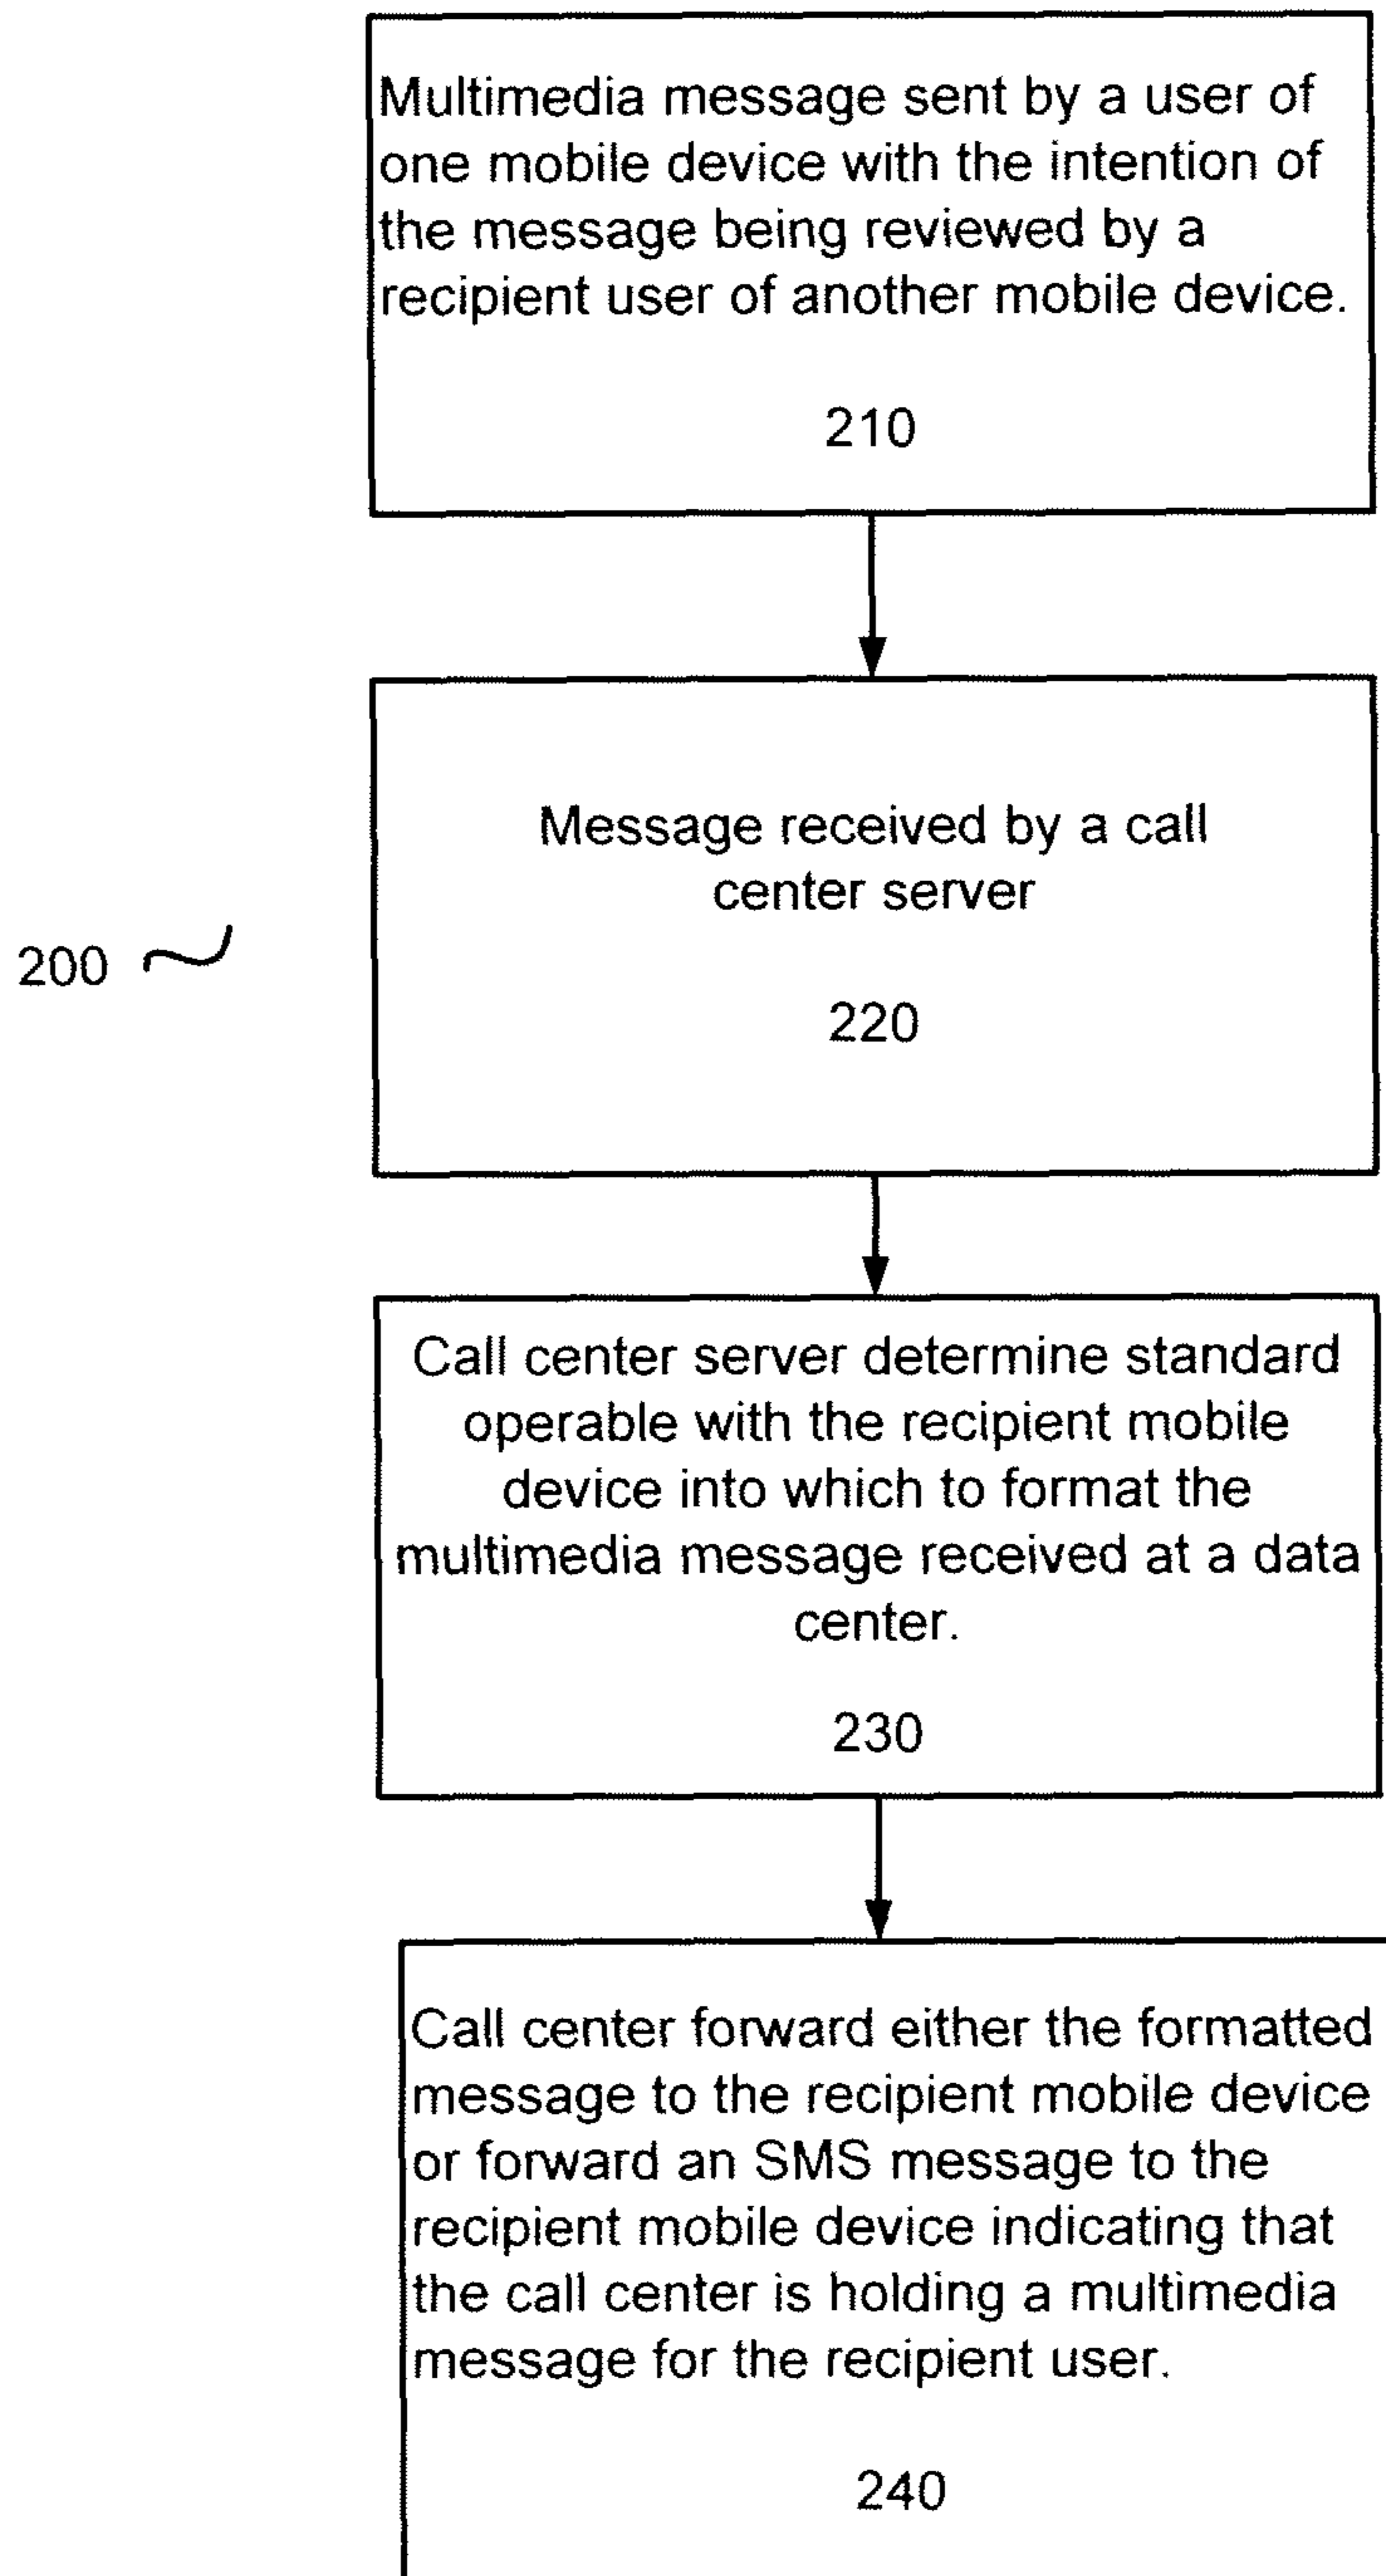 Multimedia message sent by a user of
one mobile device with the intention of
the message being reviewed by a
recipient user of another mobile device.
210
Message received by a call
center server
220
200
Call center server determine standard
operable with the recipient mobile
device into which to format the
multimedia message received at a data
center.
230
Call center forward either the formatted
message to the recipient mobile device
or forward an SMS message to the
recipient mobile device indicating that
the call center is holding a multimedia
message for the recipient user.
240